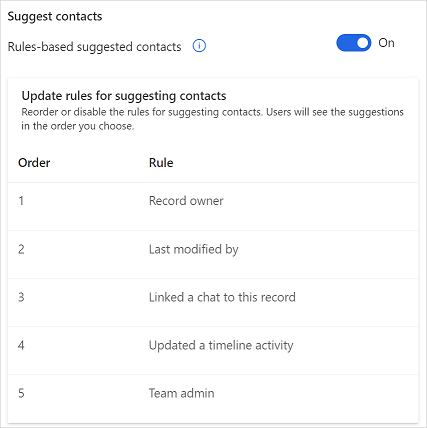 Suggest contacts
Rules-based suggested contacts On
Update rules for suggesting contacts
Reorder or disable the rules for suggesting contacts. Users will see the suggestions
in the order you choose.
Order Rule
1 Record owner
2 Last modified by
3 Linked a chat to this record
4 Updated a timeline activity
5 Team admin